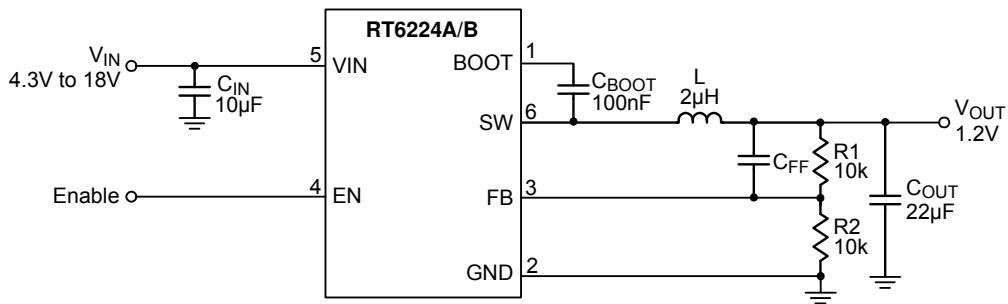 RT6224A/B
VIN
4.3V to 18V
CIN
10µF
5
VIN
BOOT
1
CBOOT
100nF
L
2µH
6
SW
VOUT
1.2V
CFF
R1
10k
COUT
22µF
Enable
4
EN
FB
3
R2
10k
GND
2